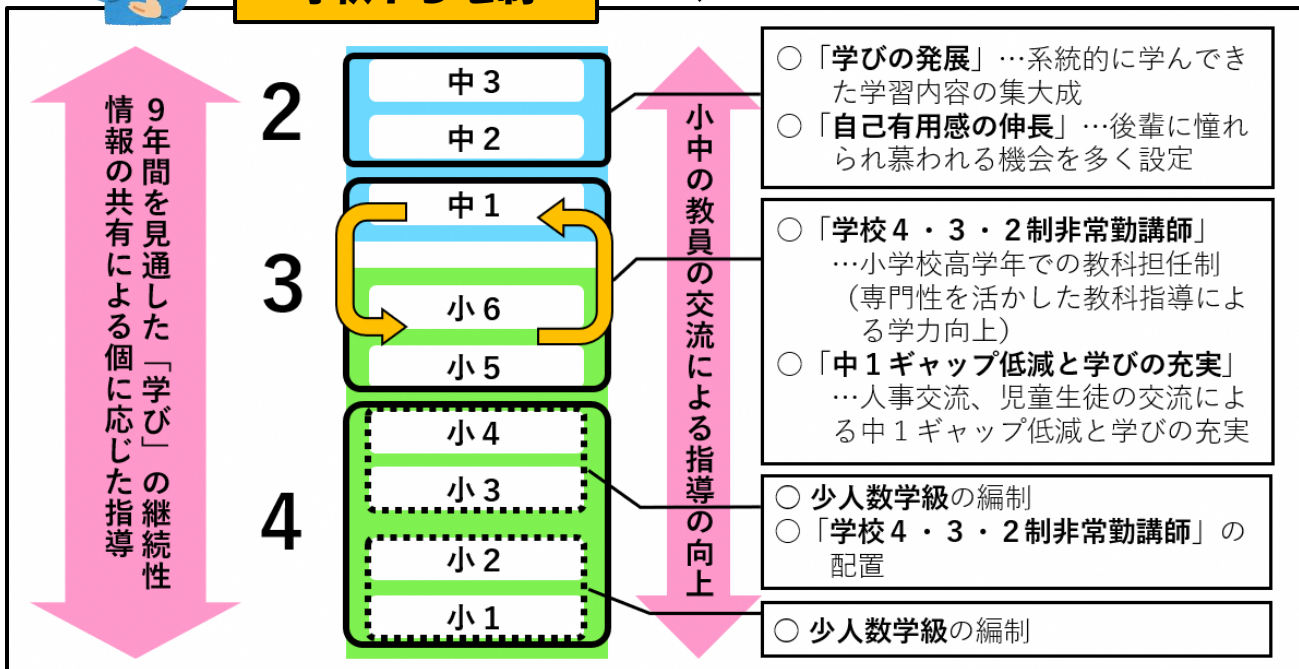 9年間を見通した「学び」の継続性
情報の共有による個に応じた指導
2
中3
中2
3
中1
小6
小5
4
小4
小3
小2
小1
小中の教員の交流による指導の向上
○「学びの発展」…系統的に学んでき
た学習内容の集大成
○「自己有用感の伸長」…後輩に憧れ
られ慕われる機会を多く設定
○「学校4・3・2制非常勤講師」
…小学校高学年での教科担任制
(専門性を活かした教科指導によ
る学力向上)
○「中1ギャップ低減と学びの充実」
…人事交流、児童生徒の交流によ
る中1ギャップ低減と学びの充実
○ 少人数学級の編制
○「学校4・3・2制非常勤講師」の
配置
○ 少人数学級の編制